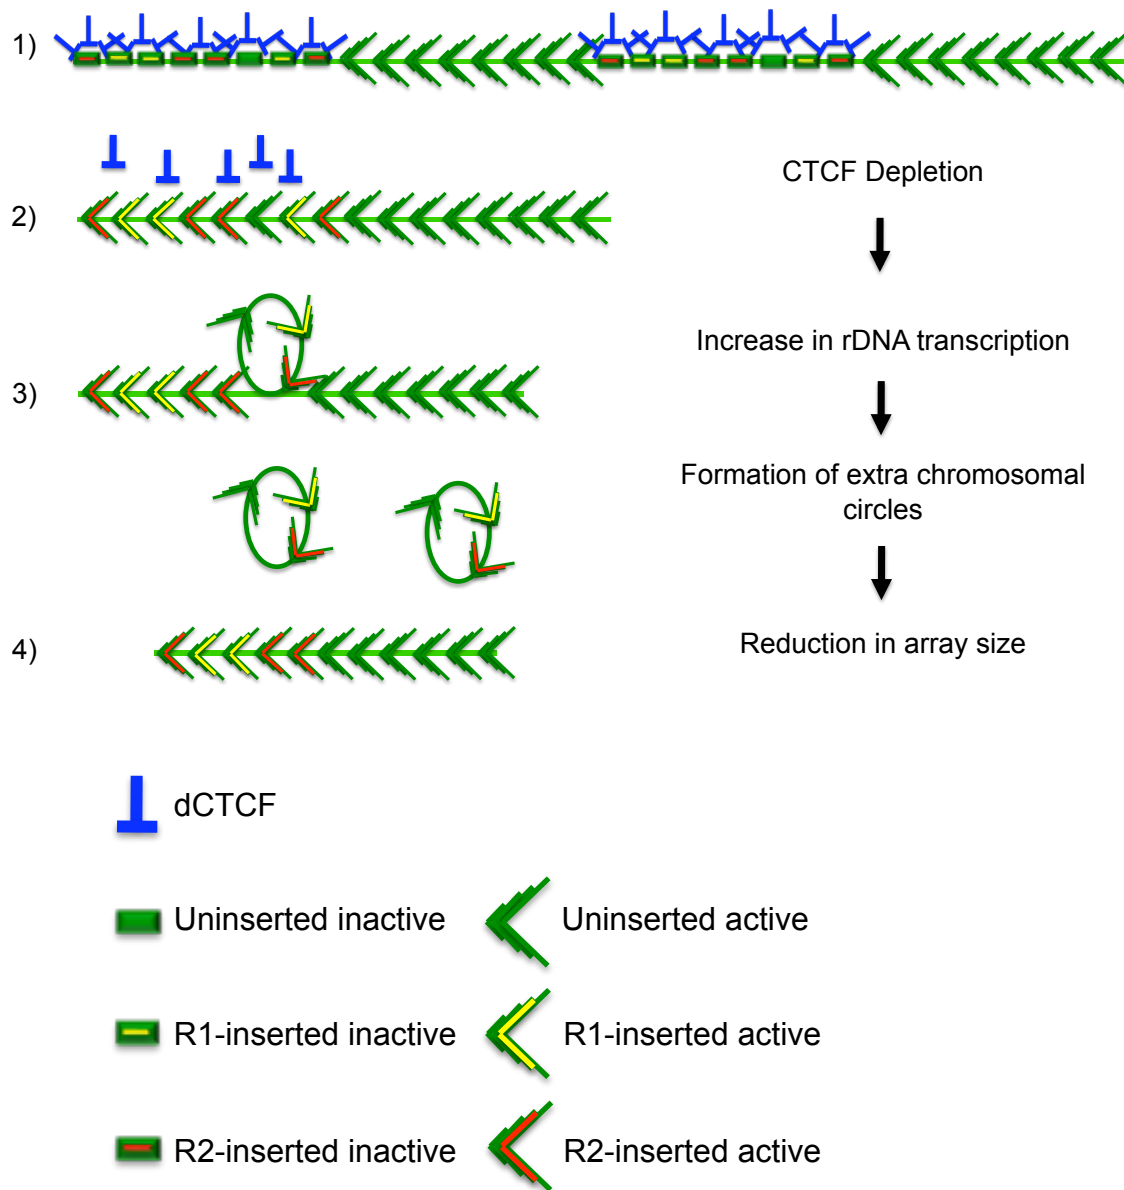 1)
2)
CTCF Depletion
Increase in rDNA transcription
3)
Formation of extra chromosomal
circles
4)
Reduction in array size
dCTCF
Uninserted inactive
Uninserted active
R1-inserted inactive
R1-inserted active
R2-inserted inactive
R2-inserted active